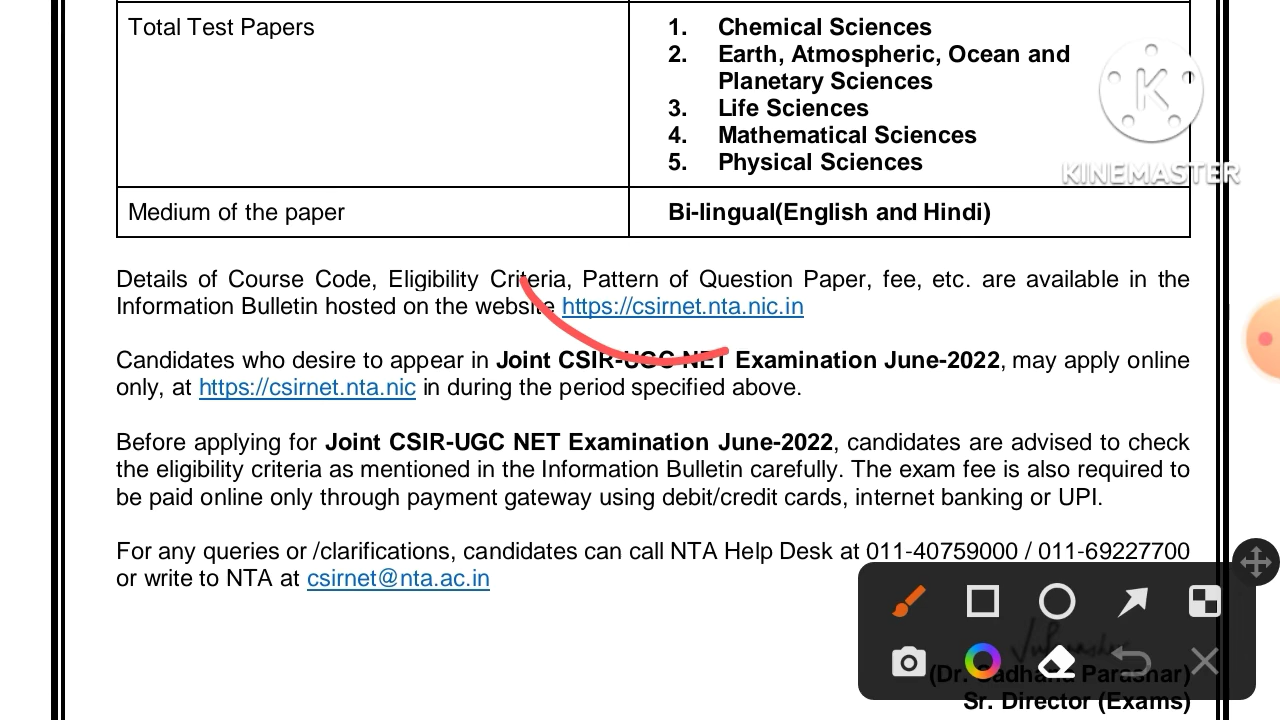 Total Test Papers
1. Chemical Sciences
2. Earth, Atmospheric, Ocean and
Planetary Sciences
3. Life Sciences
4. Mathematical Sciences
5. Physical Sciences
K
KINEMASTER
Medium of the paper
Bi-lingual(English and Hindi)
Details of Course Code, Eligibility Criteria, Pattern of Question Paper, fee, etc. are available in the
Information Bulletin hosted on the website https://csirnet.nta.nic.in
Candidates who desire to appear in Joint CSIR-UGC NET Examination June-2022, may apply online
only, at https://csirnet.nta.nic in during the period specified above.
Before applying for Joint CSIR-UGC NET Examination June-2022, candidates are advised to check
the eligibility criteria as mentioned in the Information Bulletin carefully. The exam fee is also required to
be paid online only through payment gateway using debit/credit cards, internet banking or UPI.
For any queries or /clarifications, candidates can call NTA Help Desk at 011-40759000 / 011-69227700
or write to NTA at csirnet@nta.ac.in
(Dr. Sadhana Parashar)
Sr. Director (Exams)